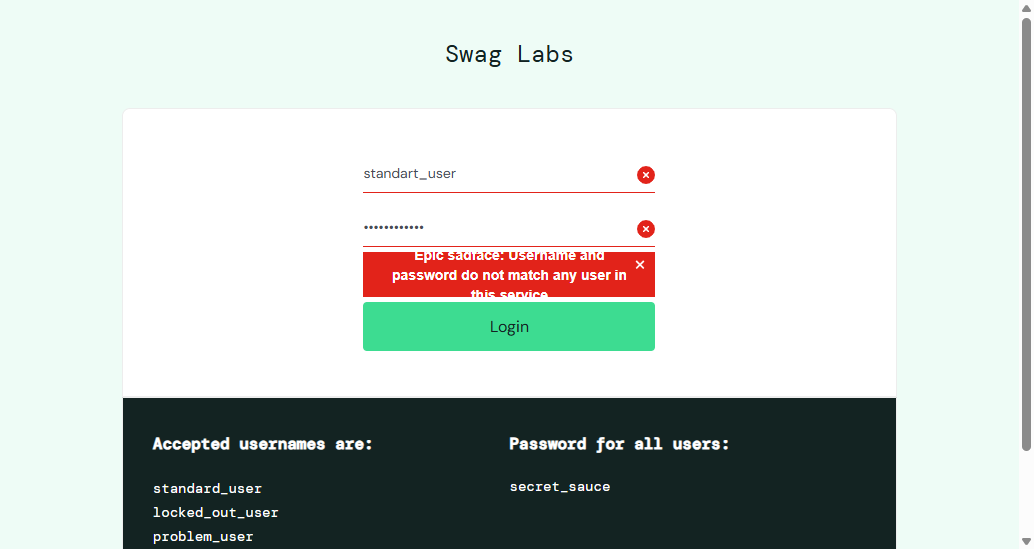 Swag Labs
standart_user
••••••••••••
Epic sadface: Username and
password do not match any user in
this service
Login
Accepted usernames are:
Password for all users:
standard_user
secret_sauce
locked_out_user
problem_user